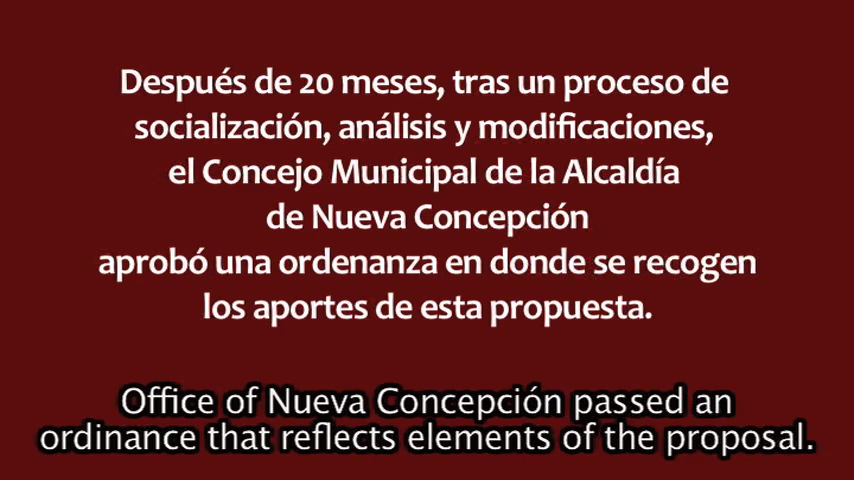 Después de 20 meses, tras un proceso de
socialización, análisis y modificaciones,
el Concejo Municipal de la Alcaldía
de Nueva Concepción
aprobó una ordenanza en donde se recogen
los aportes de esta propuesta.
Office of Nueva Concepción passed an
ordinance that reflects elements of the proposal.